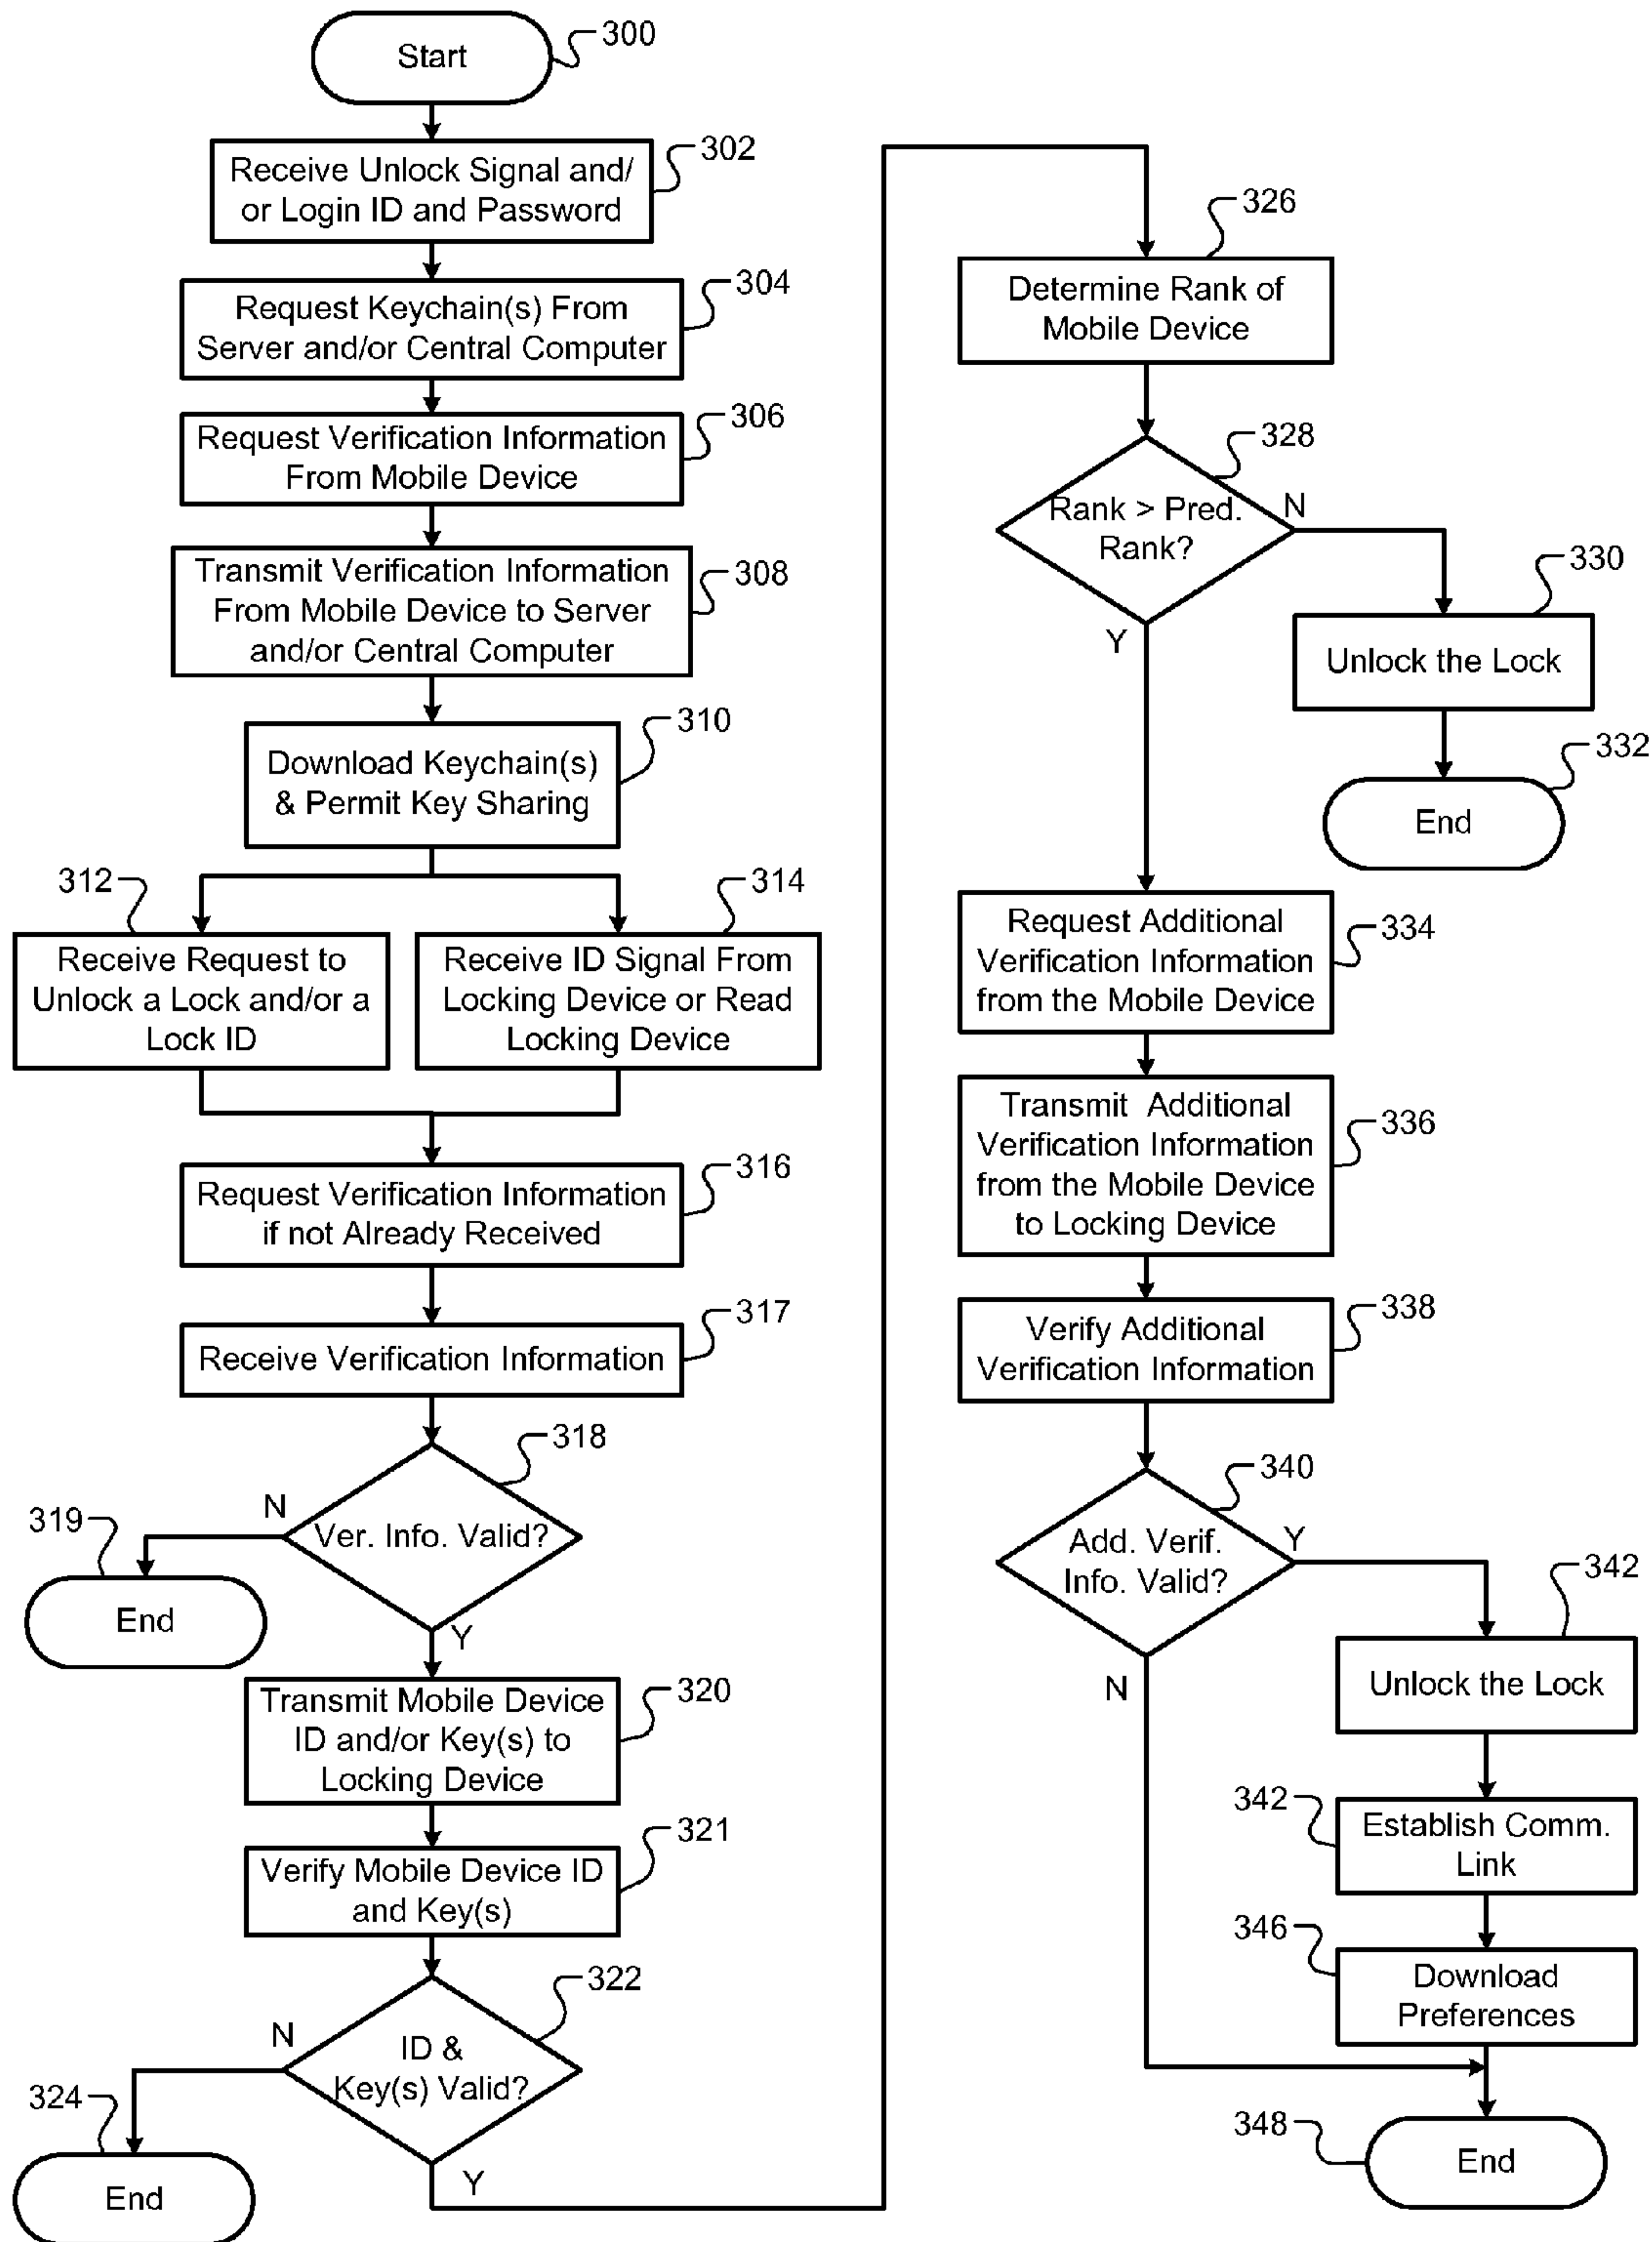 Start
300
Receive Unlock Signal and/
or Login ID and Password
302
Request Keychain(s) From
Server and/or Central Computer
304
Request Verification Information
From Mobile Device
306
Transmit Verification Information
From Mobile Device to Server
and/or Central Computer
308
Download Keychain(s)
& Permit Key Sharing
310
312
Receive Request to
Unlock a Lock and/or a
Lock ID
314
Receive ID Signal From
Locking Device or Read
Locking Device
Request Verification Information
if not Already Received
316
Receive Verification Information
317
318
Ver. Info. Valid?
N
319
End
Y
Transmit Mobile Device
ID and/or Key(s) to
Locking Device
320
Verify Mobile Device ID
and Key(s)
321
322
ID &
Key(s) Valid?
N
324
End
Y
326
Determine Rank of
Mobile Device
328
Rank > Pred.
Rank?
N
330
Unlock the Lock
332
End
Y
Request Additional
Verification Information
from the Mobile Device
334
Transmit Additional
Verification Information
from the Mobile Device
to Locking Device
336
Verify Additional
Verification Information
338
340
Add. Verif.
Info. Valid?
Y
342
Unlock the Lock
N
342
Establish Comm.
Link
346
Download
Preferences
348
End